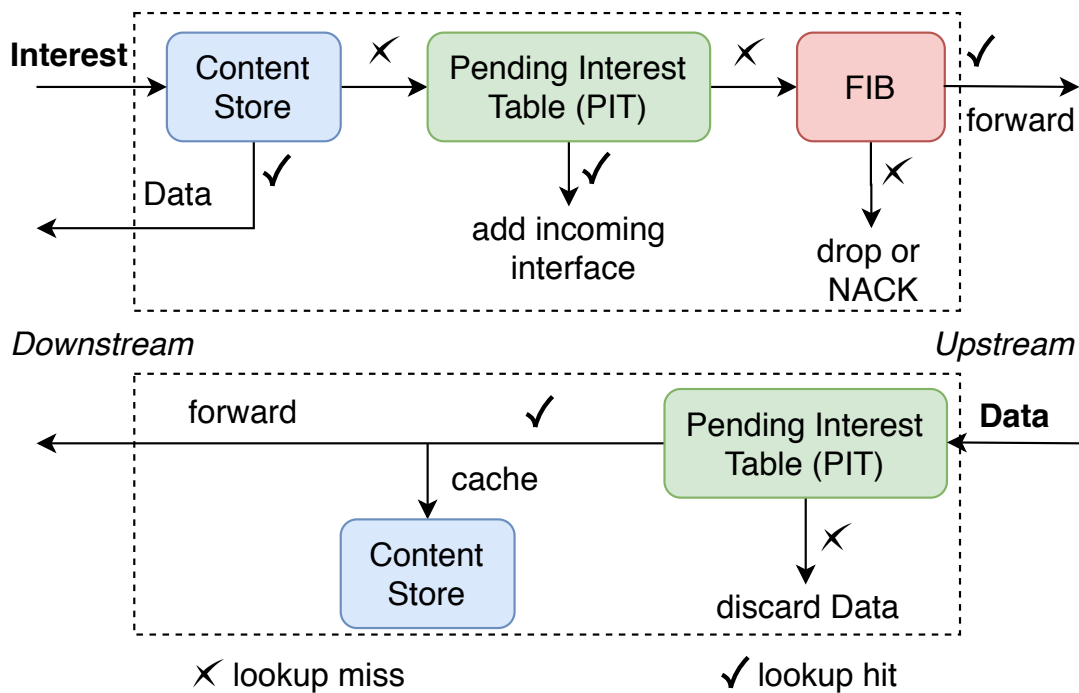 Interest
Content
Store
Pending Interest
Table (PIT)
FIB
forward
Data
add incoming
interface
drop or
NACK
Downstream
Upstream
forward
Pending Interest
Table (PIT)
Data
cache
Content
Store
discard Data
lookup miss
lookup hit